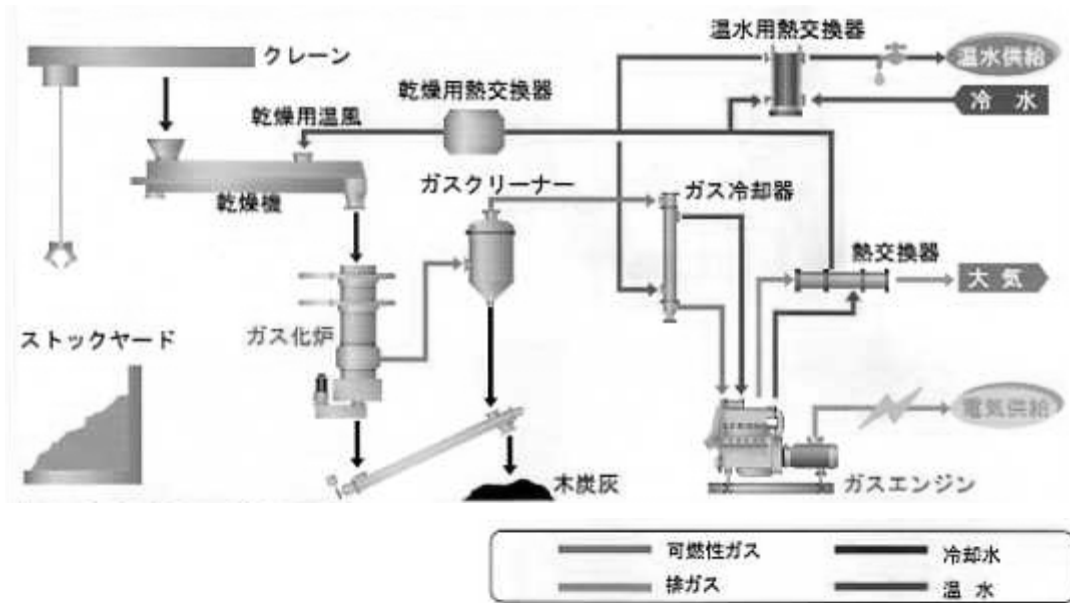 クレーン
温水用熱交換器
温水供給
冷 水
乾燥用熱交換器
乾燥用温風
乾燥機
ガスクリーナー
ガス冷却器
熱交換器
大 気
ストックヤード
ガス化炉
電気供給
木炭灰
ガスエンジン
可燃性ガス
冷却水
排ガス
温 水